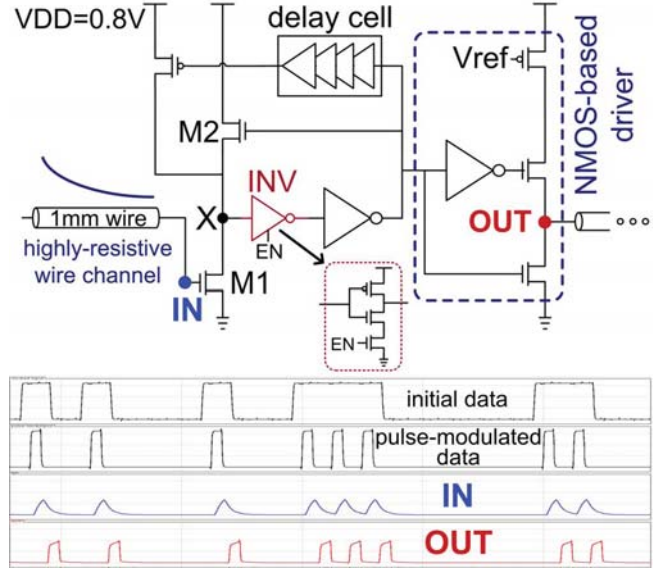 VDD=0.8V
delay cell
Vref
NMOS-based
driver
M2
INV
X
1mm wire
EN
OUT
highly-resistive
wire channel
M1
IN
EN
initial data
pulse-modulated
data
IN
OUT